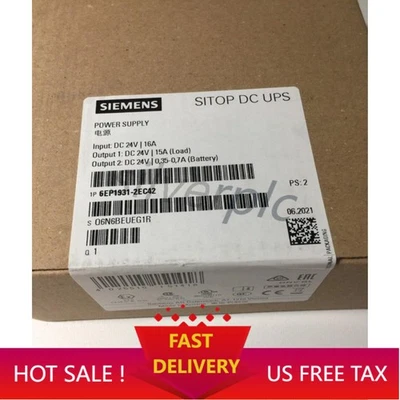 SIEMENS
SITOP DC UPS
POWER SUPPLY
电源
Input: DC 24V | 16A
Output 1: DC 24V | 15A (Load)
Output 2: DC 24V | 0,35-0,7A (Battery)
1P 6EP1931-2EC42
PS: 2
S Q6N6BEUEG1R
06.2021
Q 1
FAST
DELIVERY
HOT SALE !
US FREE TAX